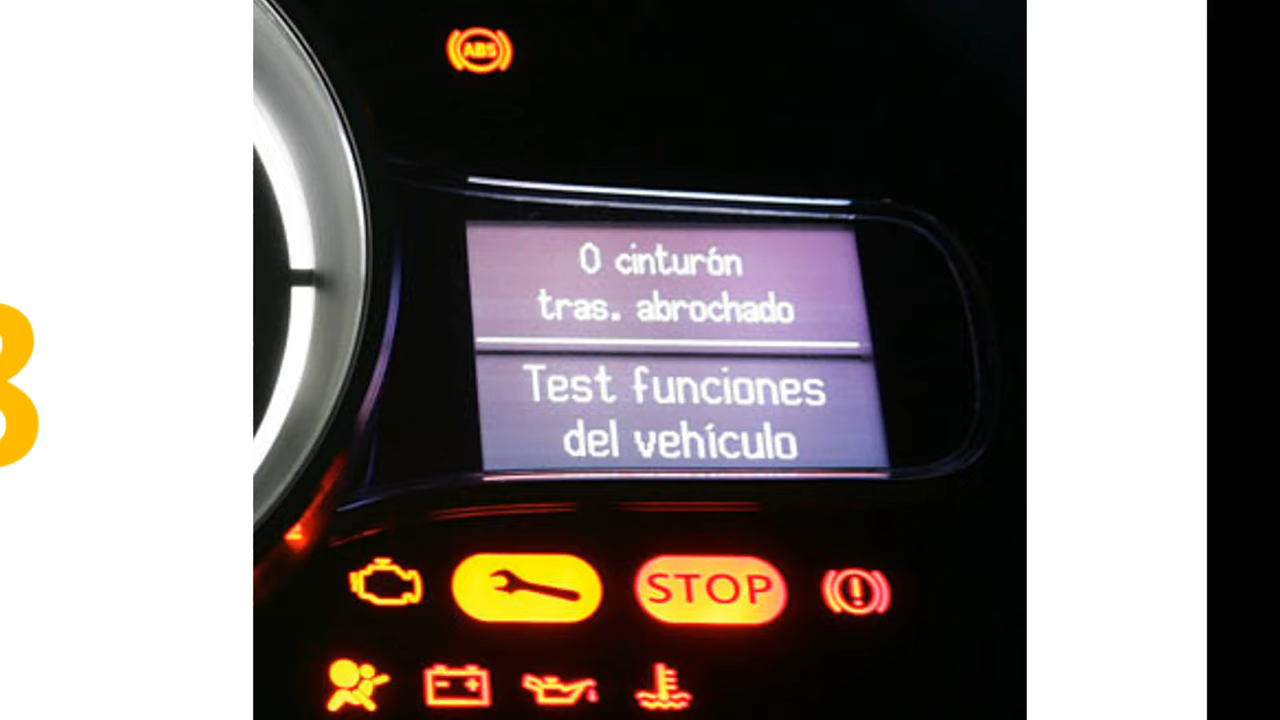 ABS
0 cinturón
tras. abrochado
Test funciones
del vehículo
STOP